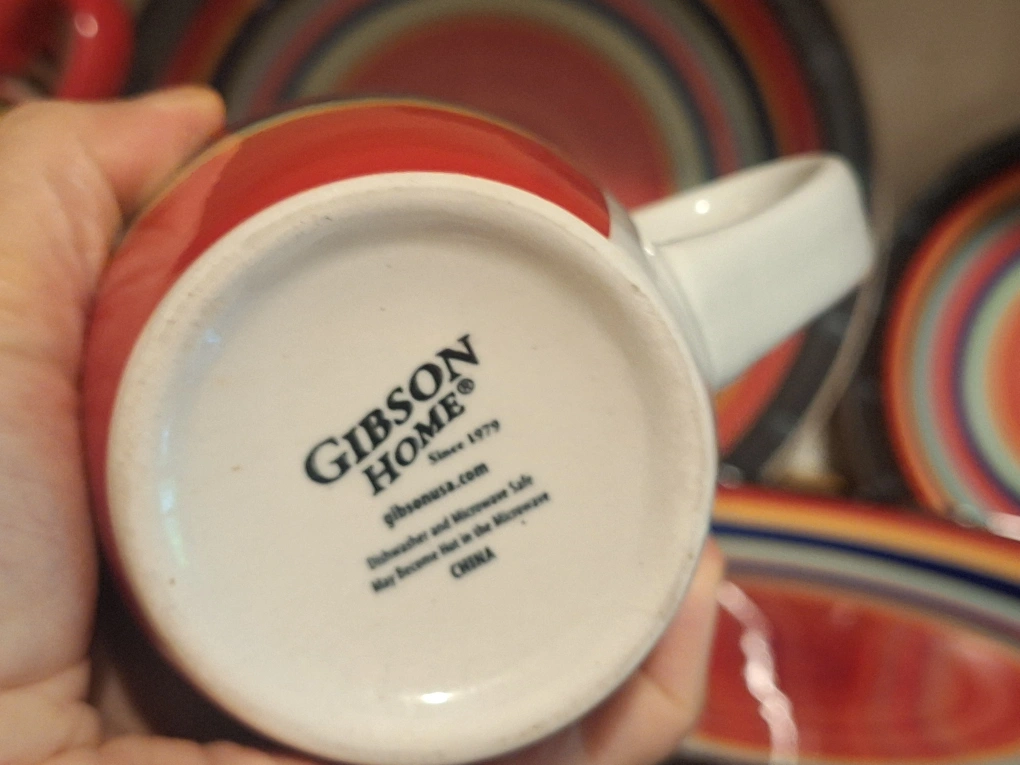 GIBSON
HOME®
Since 1979
gibsonusa.com
Dishwasher and Microwave Safe
May Become Hot in the Microwave
CHINA